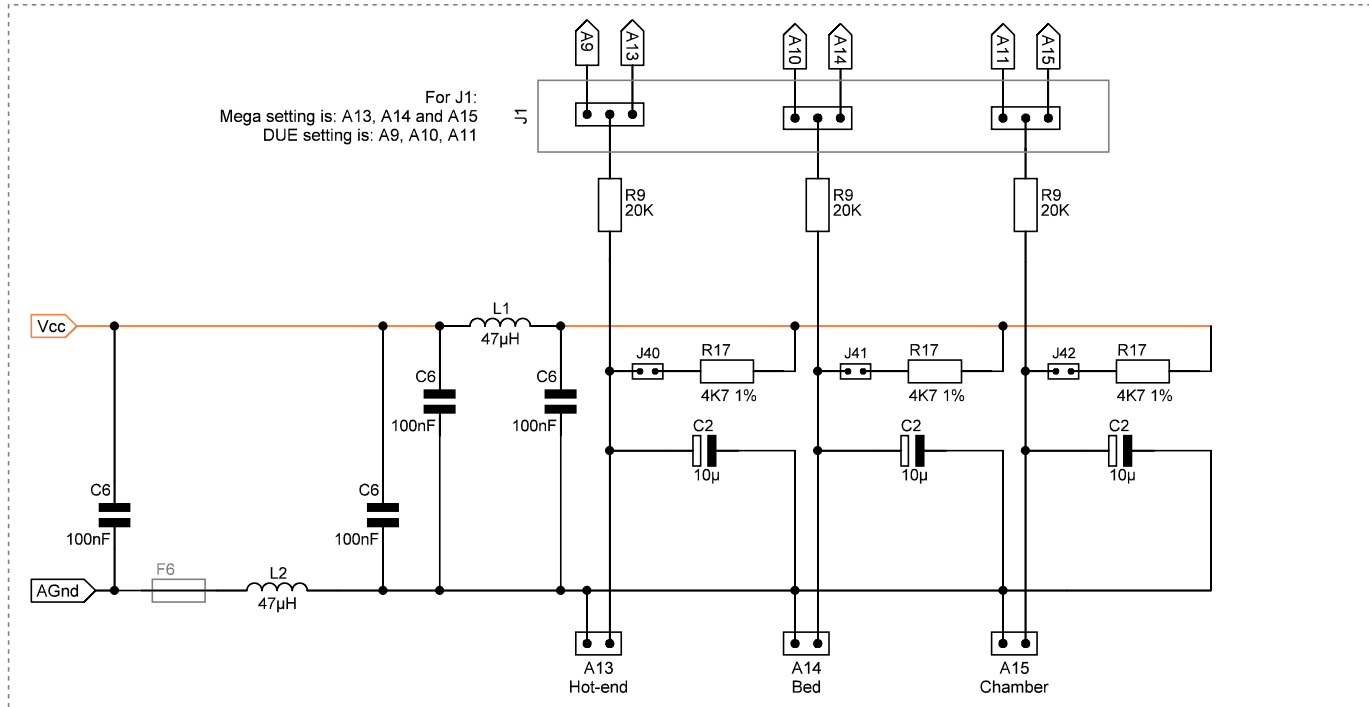 A9
A13
A10
A14
A11
A15
J1
For J1:
Mega setting is: A13, A14 and A15
DUE setting is: A9, A10, A11
R9
20K
R9
20K
R9
20K
Vcc
L1
47µH
J40
R17
4K7 1%
J41
R17
4K7 1%
J42
R17
4K7 1%
C6
100nF
C6
100nF
C2
10µ
C2
10µ
C2
10µ
C6
100nF
C6
100nF
AGnd
F6
L2
47µH
A13
Hot-end
A14
Bed
A15
Chamber